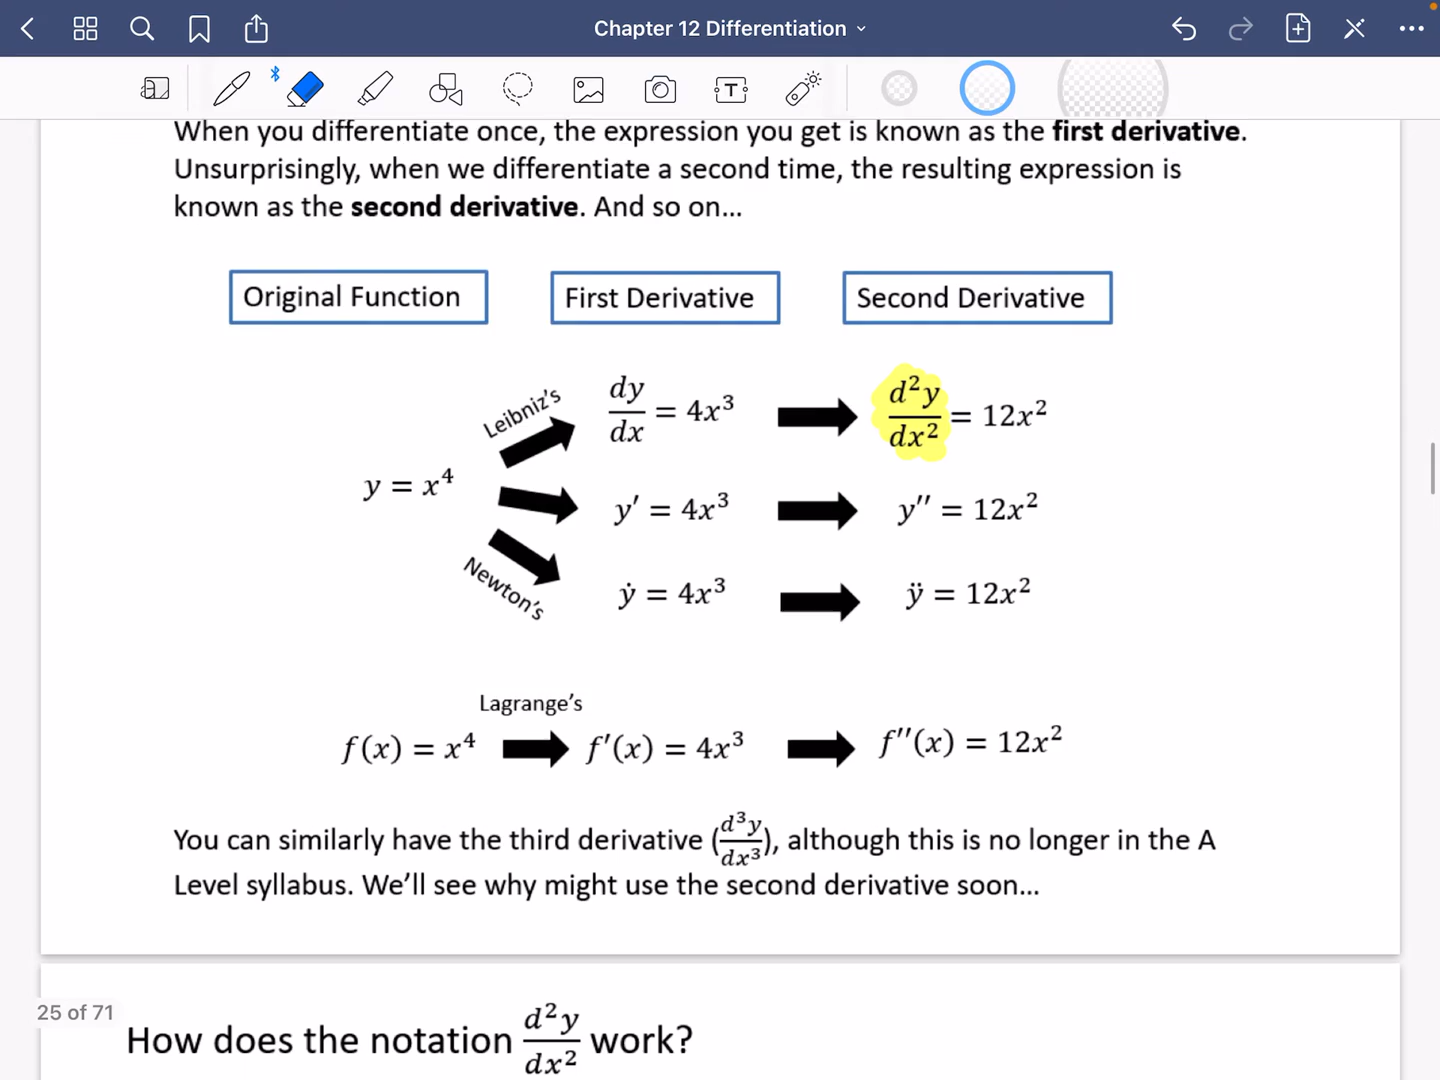 Chapter 12 Differentiation
When you differentiate once, the expression you get is known as the first derivative.
Unsurprisingly, when we differentiate a second time, the resulting expression is
known as the second derivative. And so on...
Original Function
First Derivative
Second Derivative
Leibniz's
dy/dx = 4x³
d²y/dx² = 12x²
y = x⁴
y′ = 4x³
y″ = 12x²
Newton's
ẏ = 4x³
ÿ = 12x²
Lagrange's
f(x) = x⁴
f′(x) = 4x³
f″(x) = 12x²
You can similarly have the third derivative (d³y/dx³), although this is no longer in the A
Level syllabus. We'll see why might use the second derivative soon...
25 of 71
How does the notation d²y/dx² work?